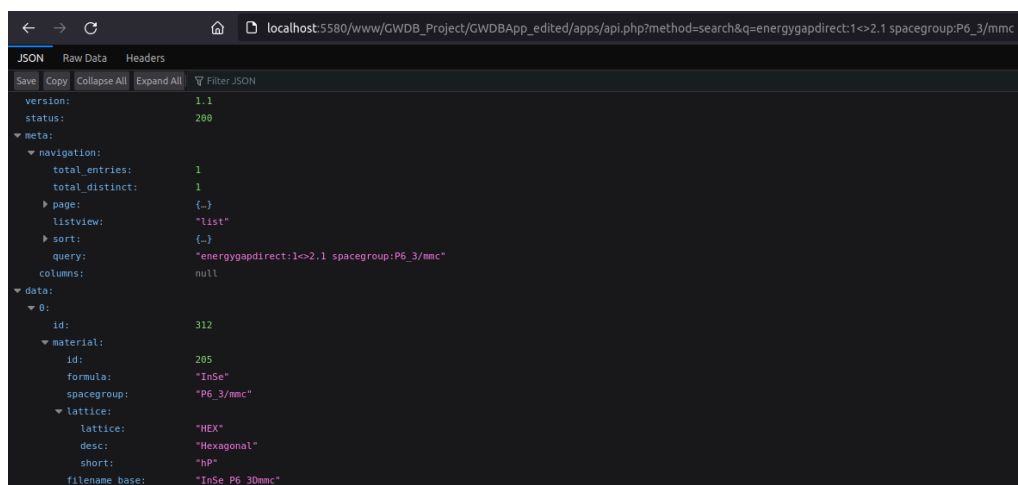 localhost:5580/www/GWDB_Project/GWDBApp_edited/apps/api.php?method=search&q=energygapdirect:1<>2.1 spacegroup:P6_3/mmc
JSON Raw Data Headers
Save Copy Collapse All Expand All Filter JSON
version: 1.1
status: 200
meta:
navigation:
total_entries: 1
total_distinct: 1
page: {…}
listview: "list"
sort: {…}
query: "energygapdirect:1<>2.1 spacegroup:P6_3/mmc"
columns: null
data:
0:
id: 312
material:
id: 205
formula: "InSe"
spacegroup: "P6_3/mmc"
lattice:
lattice: "HEX"
desc: "Hexagonal"
short: "hP"
filename_base: "InSe_P6_3Dmmc"